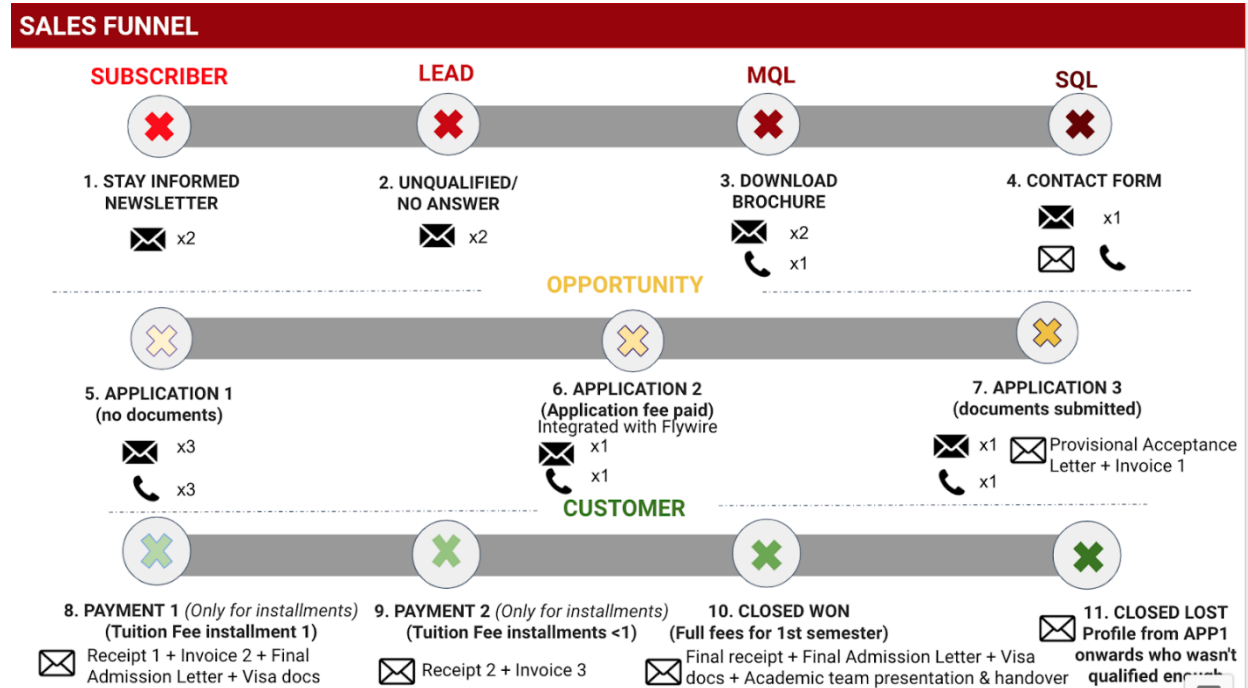 SALES FUNNEL
SUBSCRIBER
LEAD
MQL
SQL
1. STAY INFORMED
NEWSLETTER
x2
2. UNQUALIFIED/
NO ANSWER
x2
3. DOWNLOAD
BROCHURE
x2
x1
4. CONTACT FORM
x1
OPPORTUNITY
5. APPLICATION 1
(no documents)
x3
x3
6. APPLICATION 2
(Application fee paid)
Integrated with Flywire
x1
x1
7. APPLICATION 3
(documents submitted)
x1
x1
Provisional Acceptance
Letter + Invoice 1
CUSTOMER
8. PAYMENT 1 (Only for installments)
(Tuition Fee installment 1)
Receipt 1 + Invoice 2 + Final
Admission Letter + Visa docs
9. PAYMENT 2 (Only for installments)
(Tuition Fee installments <1)
Receipt 2 + Invoice 3
10. CLOSED WON
(Full fees for 1st semester)
Final receipt + Final Admission Letter + Visa
docs + Academic team presentation & handover
11. CLOSED LOST
Profile from APP1
onwards who wasn't
qualified enough